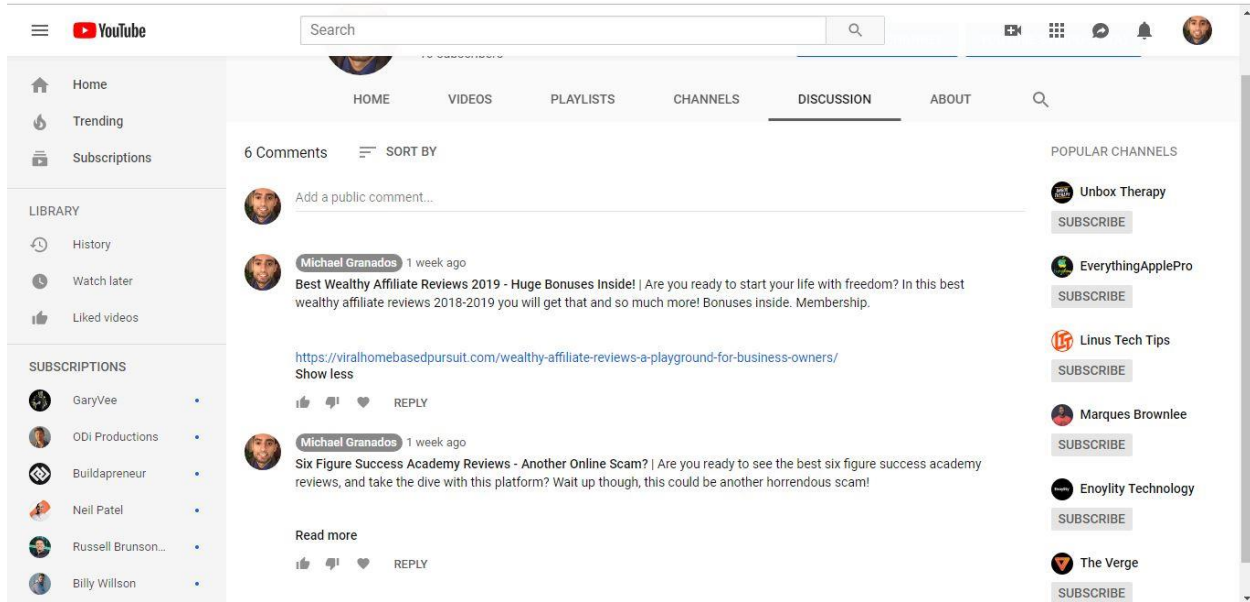 YouTube
Search
HOME VIDEOS PLAYLISTS CHANNELS DISCUSSION ABOUT
Home
Trending
Subscriptions
LIBRARY
History
Watch later
Liked videos
SUBSCRIPTIONS
GaryVee
ODi Productions
Buildapreneur
Neil Patel
Russell Brunson...
Billy Willson
6 Comments SORT BY
Add a public comment...
Michael Granados 1 week ago
Best Wealthy Affiliate Reviews 2019 - Huge Bonuses Inside! | Are you ready to start your life with freedom? In this best
wealthy affiliate reviews 2018-2019 you will get that and so much more! Bonuses inside. Membership.
https://viralhomebasedpursuit.com/wealthy-affiliate-reviews-a-playground-for-business-owners/
Show less
REPLY
Michael Granados 1 week ago
Six Figure Success Academy Reviews - Another Online Scam? | Are you ready to see the best six figure success academy
reviews, and take the dive with this platform? Wait up though, this could be another horrendous scam!
Read more
REPLY
POPULAR CHANNELS
Unbox Therapy
SUBSCRIBE
EverythingApplePro
SUBSCRIBE
Linus Tech Tips
SUBSCRIBE
Marques Brownlee
SUBSCRIBE
Enoylity Technology
SUBSCRIBE
The Verge
SUBSCRIBE